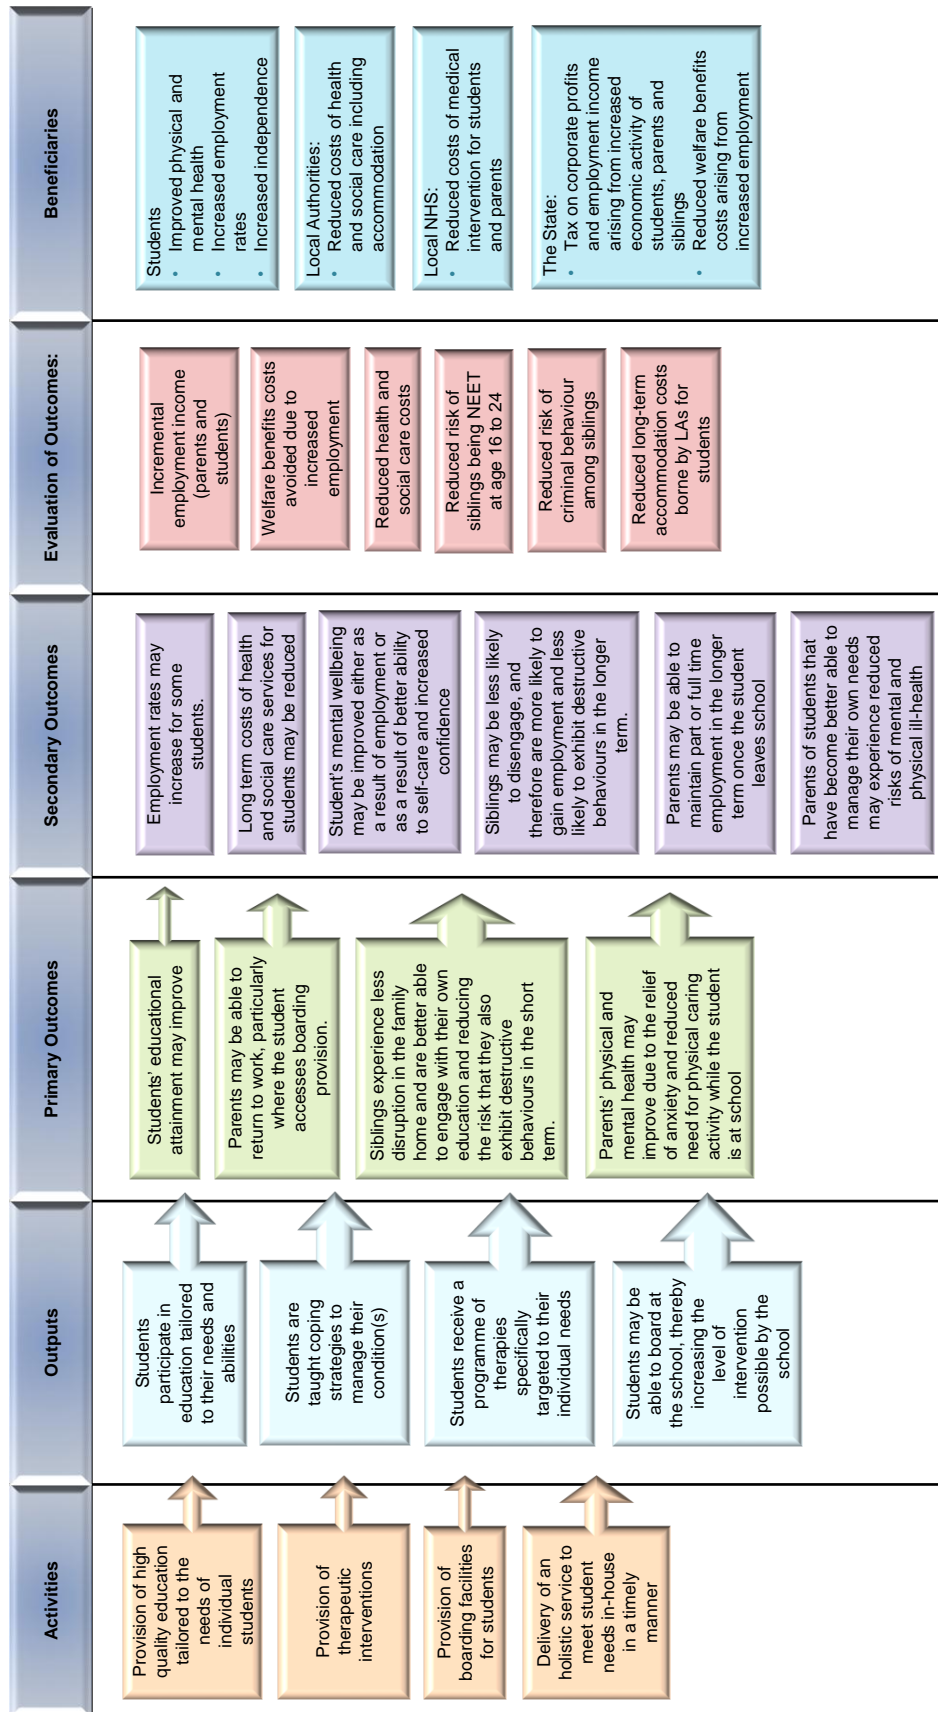 Activities
Provision of high
quality education
tailored to the
needs of
individual
students
Provision of
therapeutic
interventions
Provision of
boarding facilities
for students
Delivery of an
holistic service to
meet student
needs in-house
in a timely
manner
Outputs
Students
participate in
education tailored
to their needs and
abilities
Students are
taught coping
strategies to
manage their
condition(s)
Students receive a
programme of
therapies
specifically
targeted to their
individual needs
Students may be
able to board at
the school, thereby
increasing the
level of
intervention
possible by the
school
Primary Outcomes
Students’ educational
attainment may improve
Parents may be able to
return to work, particularly
where the student
accesses boarding
provision.
Siblings experience less
disruption in the family
home and are better able
to engage with their own
education and reducing
the risk that they also
exhibit destructive
behaviours in the short
term.
Parents’ physical and
mental health may
improve due to the relief
of anxiety and reduced
need for physical caring
activity while the student
is at school
Secondary Outcomes
Employment rates may
increase for some
students.
Long term costs of health
and social care services for
students may be reduced
Student’s mental wellbeing
may be improved either as
a result of employment or
as a result of better ability
to self-care and increased
confidence
Siblings may be less likely
to disengage, and
therefore are more likely to
gain employment and less
likely to exhibit destructive
behaviours in the longer
term.
Parents may be able to
maintain part or full time
employment in the longer
term once the student
leaves school
Parents of students that
have become better able to
manage their own needs
may experience reduced
risks of mental and
physical ill-health
Evaluation of Outcomes:
Incremental
employment income
(parents and
students)
Welfare benefits costs
avoided due to
increased
employment
Reduced health and
social care costs
Reduced risk of
siblings being NEET
at age 16 to 24
Reduced risk of
criminal behaviour
among siblings
Reduced long-term
accommodation costs
borne by LAs for
students
Beneficiaries
Students
• Improved physical and
mental health
• Increased employment
rates
• Increased independence
Local Authorities:
• Reduced costs of health
and social care including
accommodation
Local NHS:
• Reduced costs of medical
intervention for students
and parents
The State:
• Tax on corporate profits
and employment income
arising from increased
economic activity of
students, parents and
siblings
• Reduced welfare benefits
costs arising from
increased employment